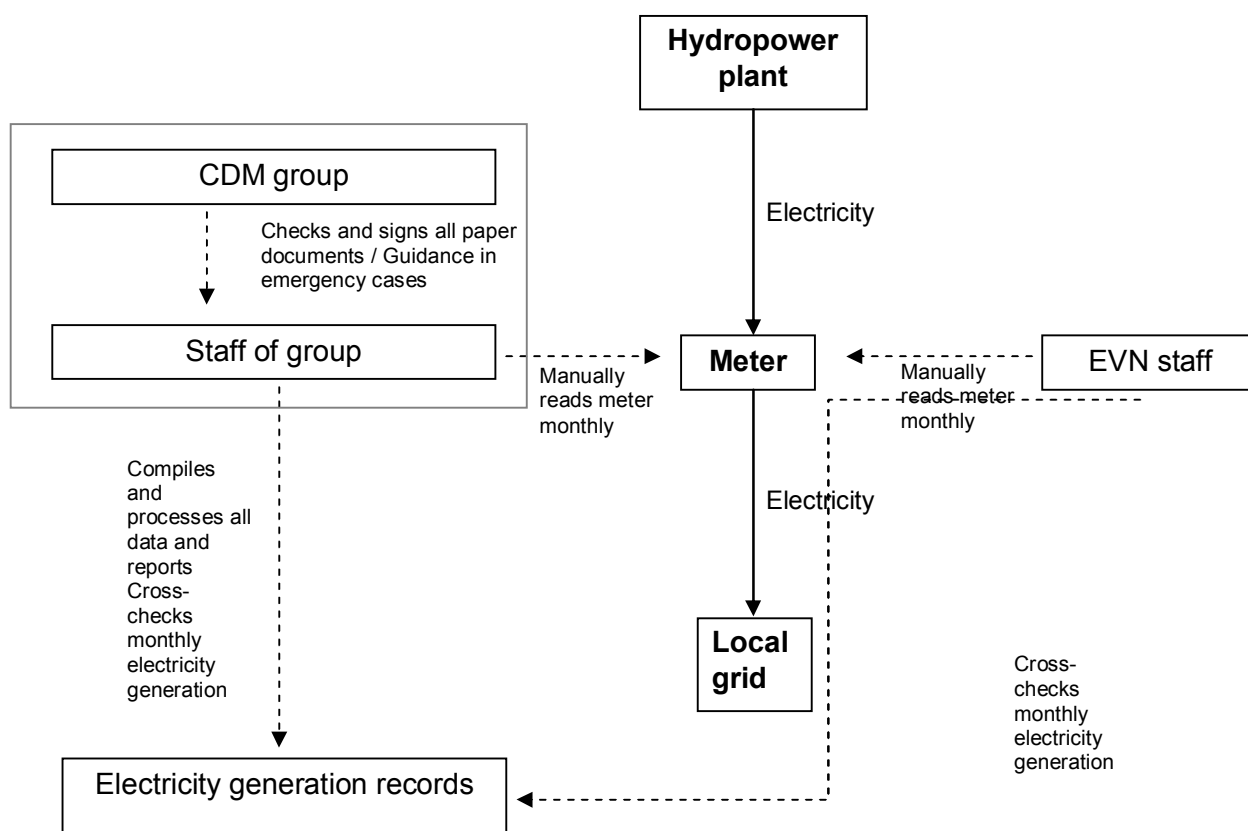 Hydropower
plant
CDM group
Electricity
Checks and signs all paper
documents / Guidance in
emergency cases
Staff of group
Meter
EVN staff
Manually
reads meter
monthly
Manually
reads meter
monthly
Compiles
and
processes all
data and
reports
Cross-
checks
monthly
electricity
generation
Electricity
Local
grid
Cross-
checks
monthly
electricity
generation
Electricity generation records